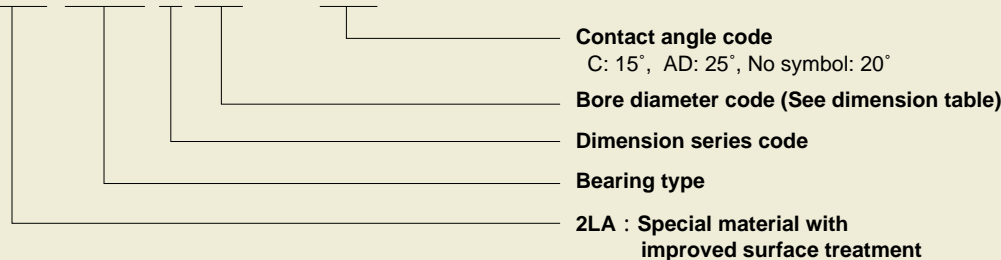 Contact angle code
C: 15˚, AD: 25˚, No symbol: 20˚
Bore diameter code (See dimension table)
Dimension series code
Bearing type
2LA : Special material with
improved surface treatment